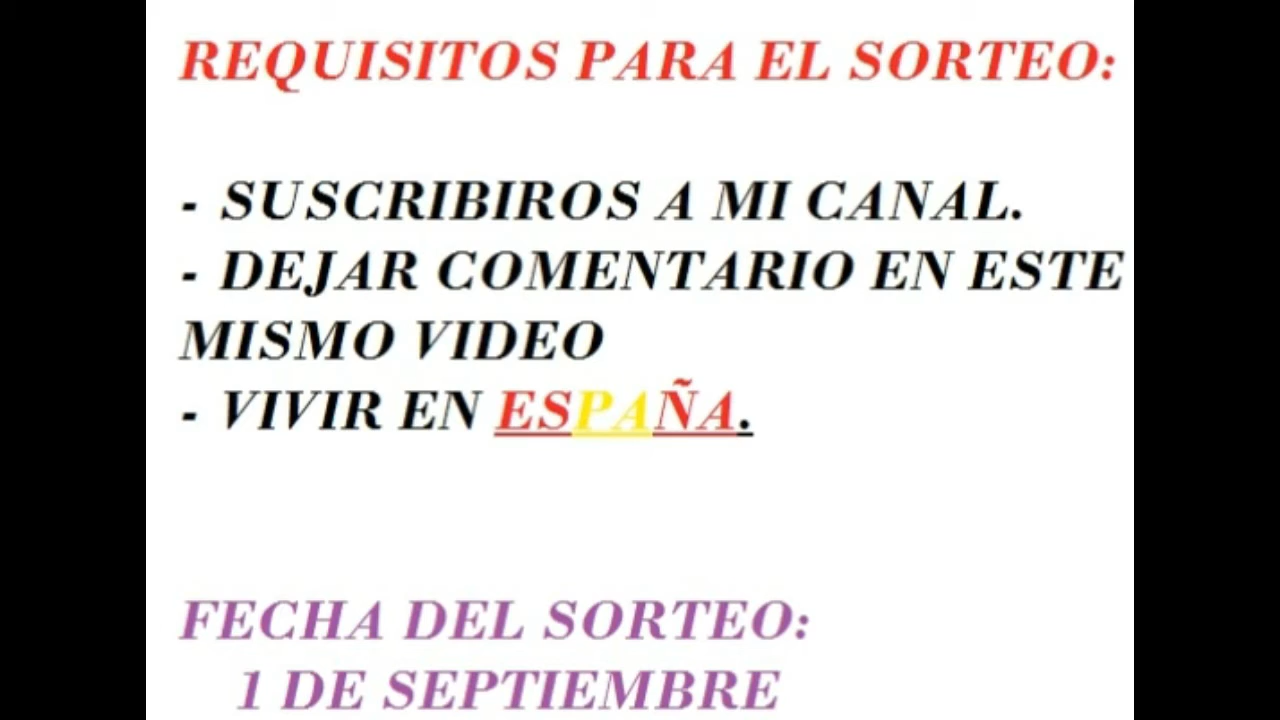 REQUISITOS PARA EL SORTEO:
- SUSCRIBIROS A MI CANAL.
- DEJAR COMENTARIO EN ESTE
MISMO VIDEO
- VIVIR EN ESPAÑA.
FECHA DEL SORTEO:
1 DE SEPTIEMBRE